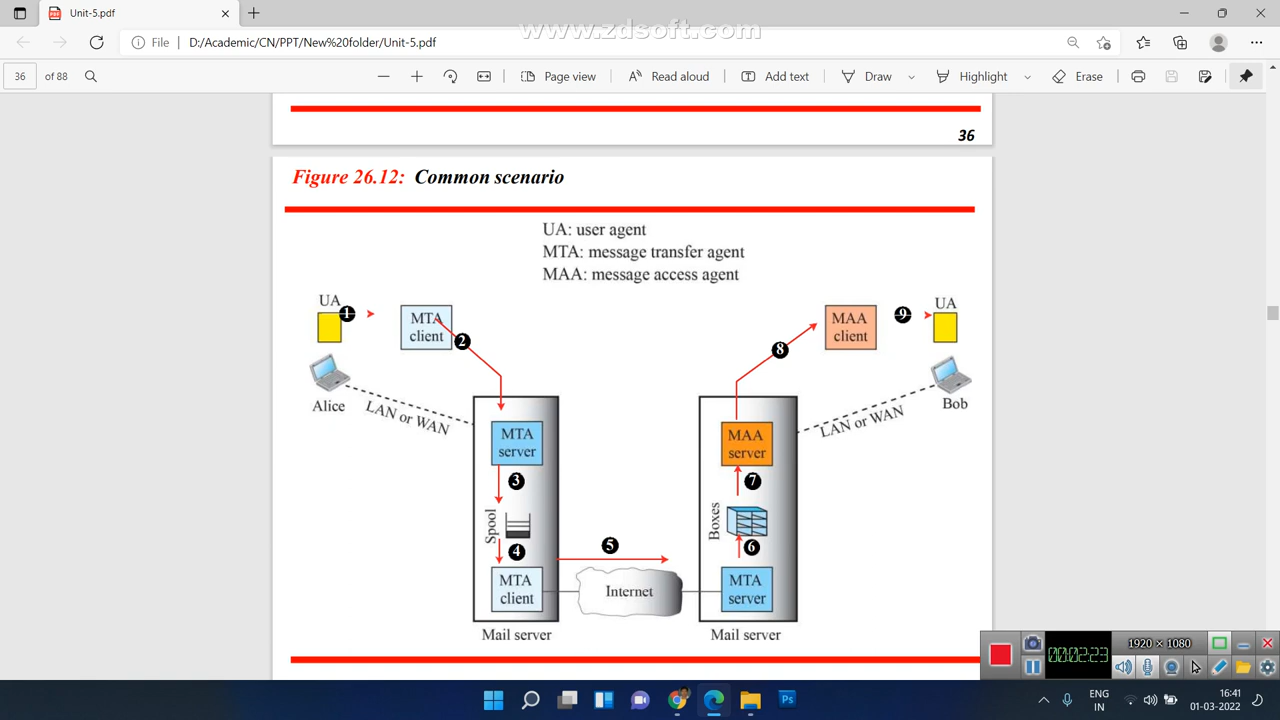 Unit-5.pdf
www.zdsoft.com
File
D:/Academic/CN/PPT/New%20folder/Unit-5.pdf
36
of 88
Page view
Read aloud
Add text
Draw
Highlight
Erase
36
Figure 26.12: Common scenario
UA: user agent
MTA: message transfer agent
MAA: message access agent
UA
1
MTA
client
2
MAA
client
9
UA
8
Alice
LAN or WAN
LAN or WAN
Bob
MTA
server
MAA
server
3
7
Spool
Boxes
4
5
6
MTA
client
Internet
MTA
server
Mail server
Mail server
1920 × 1080
00:02:23
Ps
ENG
IN
16:41
01-03-2022